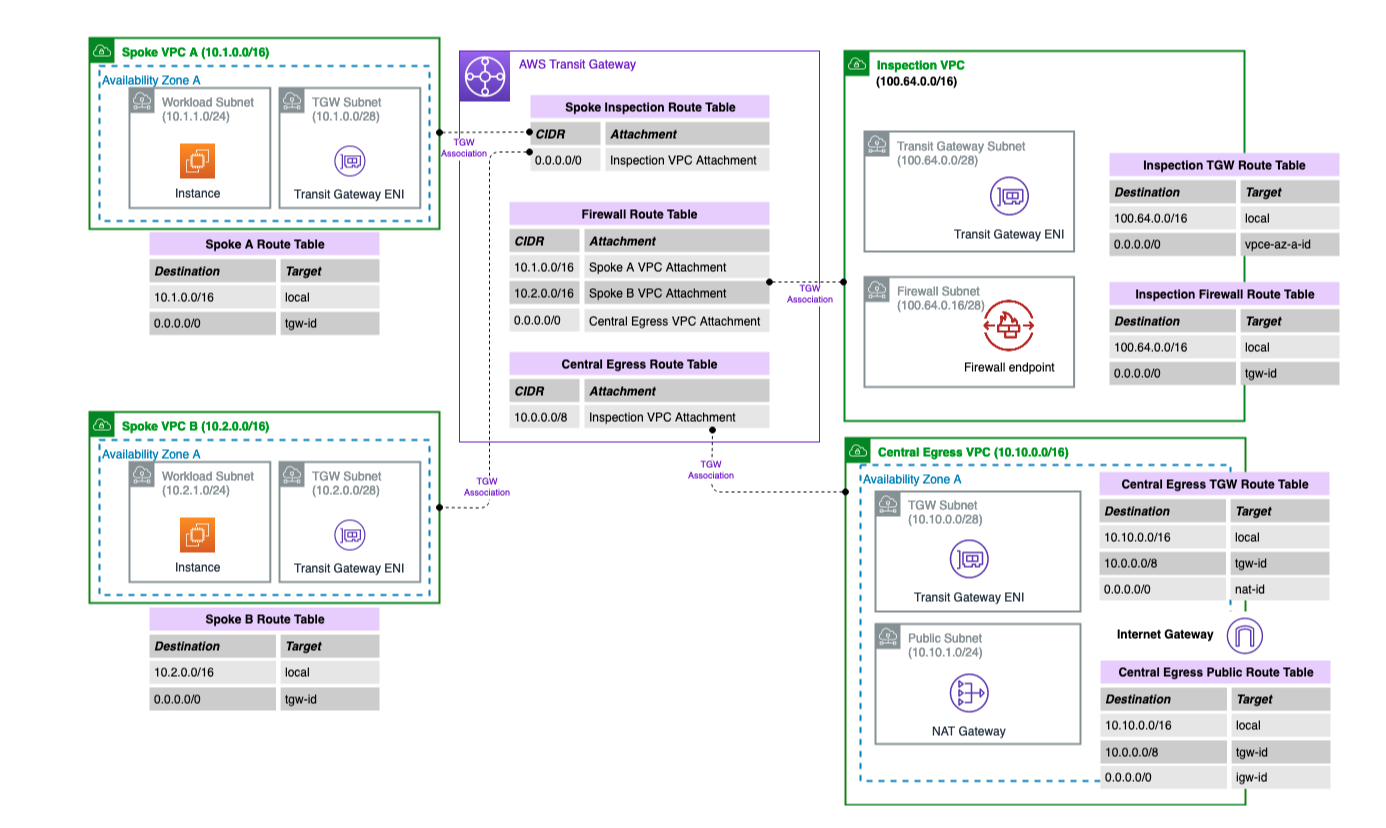 Spoke VPC A (10.1.0.0/16)
Availability Zone A
Workload Subnet
(10.1.1.0/24)
Instance
TGW Subnet
(10.1.0.0/28)
Transit Gateway ENI
Spoke A Route Table
Destination Target
10.1.0.0/16 local
0.0.0.0/0 tgw-id
Spoke VPC B (10.2.0.0/16)
Availability Zone A
Workload Subnet
(10.2.1.0/24)
Instance
TGW Subnet
(10.2.0.0/28)
Transit Gateway ENI
Spoke B Route Table
Destination Target
10.2.0.0/16 local
0.0.0.0/0 tgw-id
TGW
Association
TGW
Association
AWS Transit Gateway
Spoke Inspection Route Table
CIDR Attachment
0.0.0.0/0 Inspection VPC Attachment
Firewall Route Table
CIDR Attachment
10.1.0.0/16 Spoke A VPC Attachment
10.2.0.0/16 Spoke B VPC Attachment
0.0.0.0/0 Central Egress VPC Attachment
Central Egress Route Table
CIDR Attachment
10.0.0.0/8 Inspection VPC Attachment
TGW
Association
TGW
Association
Inspection VPC
(100.64.0.0/16)
Transit Gateway Subnet
(100.64.0.0/28)
Transit Gateway ENI
Firewall Subnet
(100.64.0.16/28)
Firewall endpoint
Inspection TGW Route Table
Destination Target
100.64.0.0/16 local
0.0.0.0/0 vpce-az-a-id
Inspection Firewall Route Table
Destination Target
100.64.0.0/16 local
0.0.0.0/0 tgw-id
Central Egress VPC (10.10.0.0/16)
Availability Zone A
TGW Subnet
(10.10.0.0/28)
Transit Gateway ENI
Public Subnet
(10.10.1.0/24)
NAT Gateway
Central Egress TGW Route Table
Destination Target
10.10.0.0/16 local
10.0.0.0/8 tgw-id
0.0.0.0/0 nat-id
Internet Gateway
Central Egress Public Route Table
Destination Target
10.10.0.0/16 local
10.0.0.0/8 tgw-id
0.0.0.0/0 igw-id